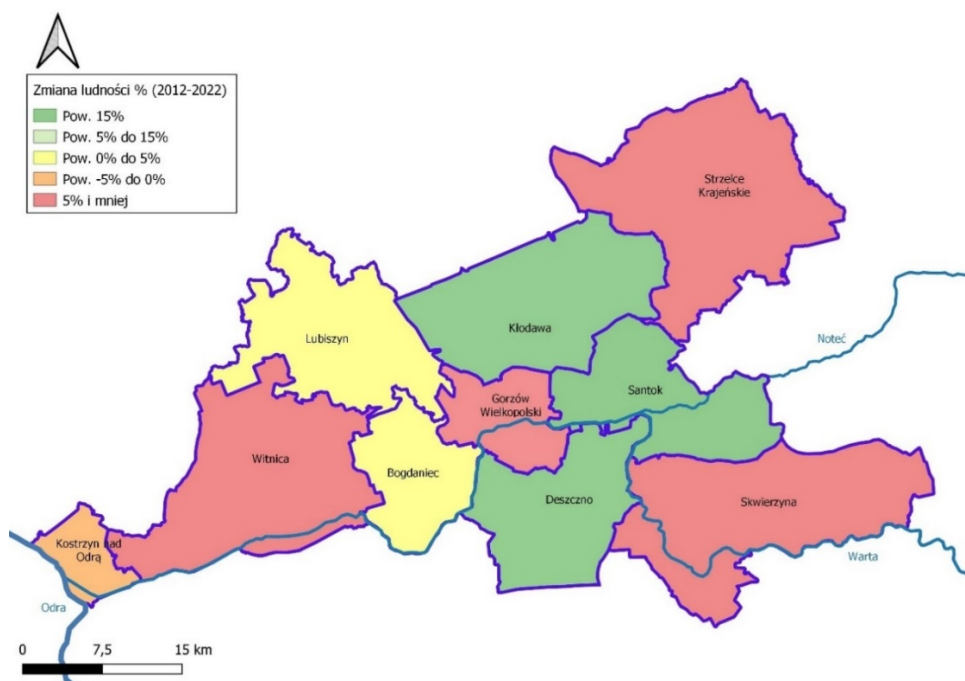 Zmiana ludności % (2012-2022)
Pow. 15%
Pow. 5% do 15%
Pow. 0% do 5%
Pow. -5% do 0%
5% i mniej
Strzelce
Krajeńskie
Kłodawa
Lubiszyn
Noteć
Santok
Gorzów
Wielkopolski
Witnica
Bogdaniec
Deszczno
Skwierzyna
Kostrzyn nad
Odrą
Warta
Odra
0 7,5 15 km